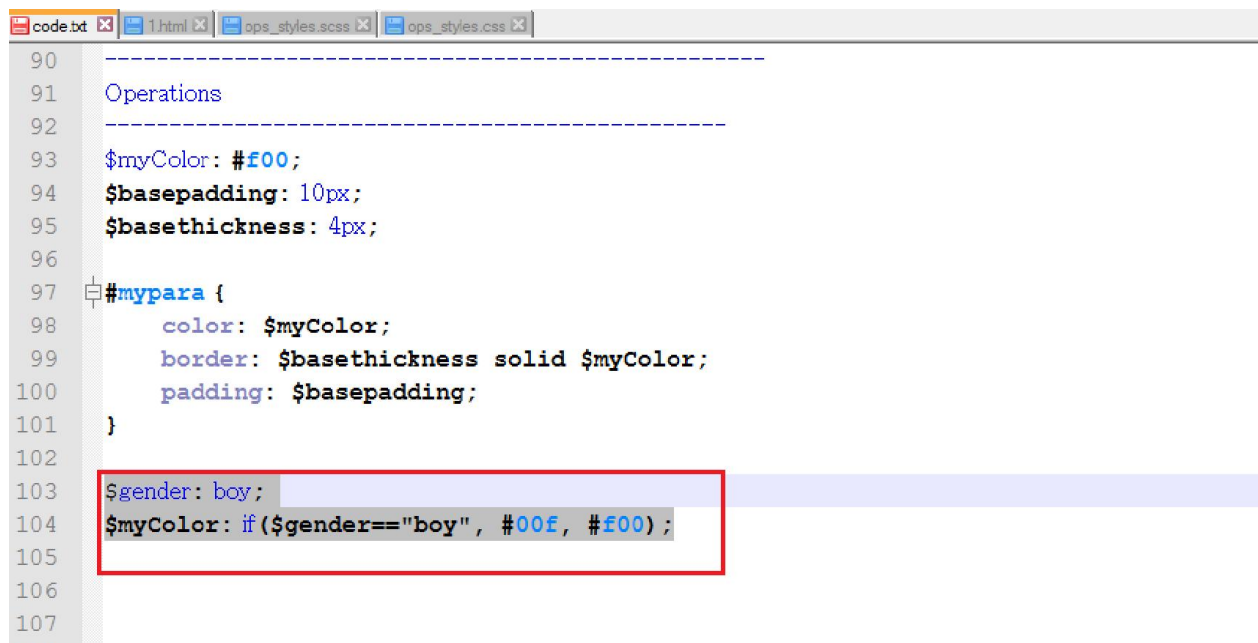 code.txt 1.html ops_styles.scss ops_styles.css
90 ---------------------------------------------------
91 Operations
92 ------------------------------------------------
93 $myColor: #f00;
94 $basepadding: 10px;
95 $basethickness: 4px;
96
97 #mypara {
98 color: $myColor;
99 border: $basethickness solid $myColor;
100 padding: $basepadding;
101 }
102
103 $gender: boy;
104 $myColor: if($gender=="boy", #00f, #f00);
105
106
107